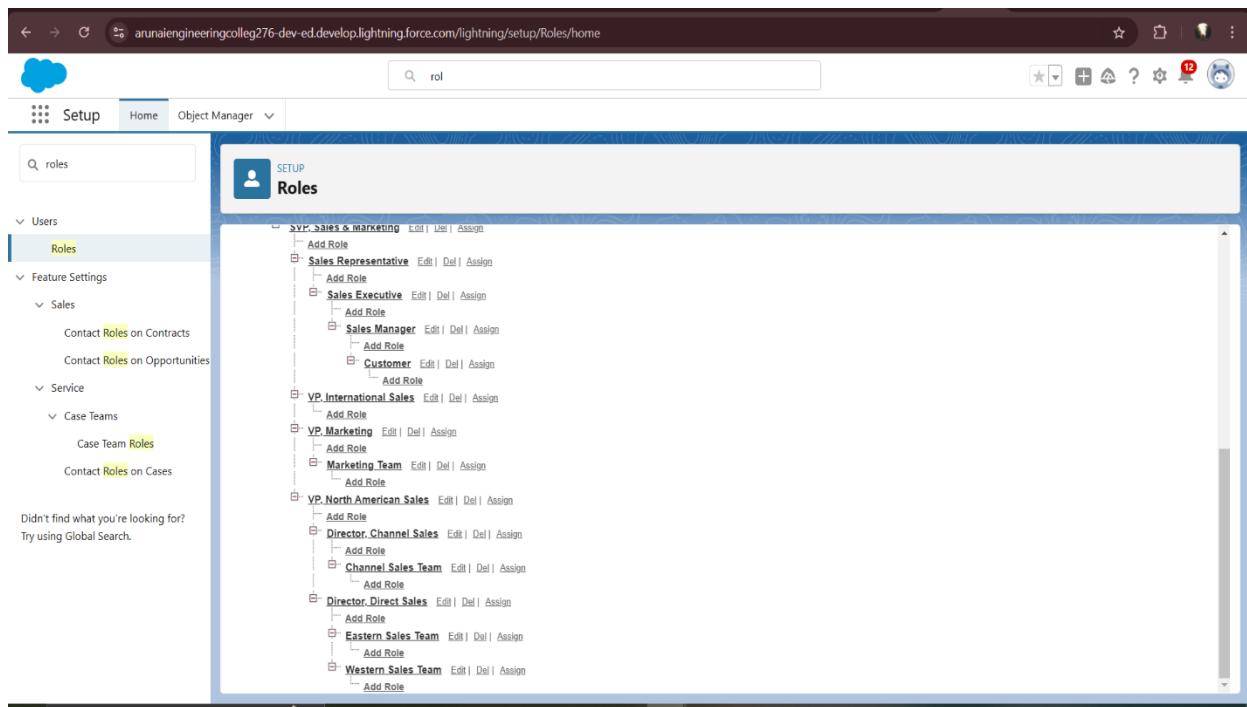 arunaiengineeringcolleg276-dev-ed.develop.lightning.force.com/lightning/setup/Roles/home
rol
12
Setup Home Object Manager
roles
Users
Roles
Feature Settings
Sales
Contact Roles on Contracts
Contact Roles on Opportunities
Service
Case Teams
Case Team Roles
Contact Roles on Cases
Didn't find what you're looking for?
Try using Global Search.
SETUP
Roles
SVP, Sales & Marketing Edit | Del | Assign
Add Role
Sales Representative Edit | Del | Assign
Add Role
Sales Executive Edit | Del | Assign
Add Role
Sales Manager Edit | Del | Assign
Add Role
Customer Edit | Del | Assign
Add Role
VP, International Sales Edit | Del | Assign
Add Role
VP, Marketing Edit | Del | Assign
Add Role
Marketing Team Edit | Del | Assign
Add Role
VP, North American Sales Edit | Del | Assign
Add Role
Director, Channel Sales Edit | Del | Assign
Add Role
Channel Sales Team Edit | Del | Assign
Add Role
Director, Direct Sales Edit | Del | Assign
Add Role
Eastern Sales Team Edit | Del | Assign
Add Role
Western Sales Team Edit | Del | Assign
Add Role